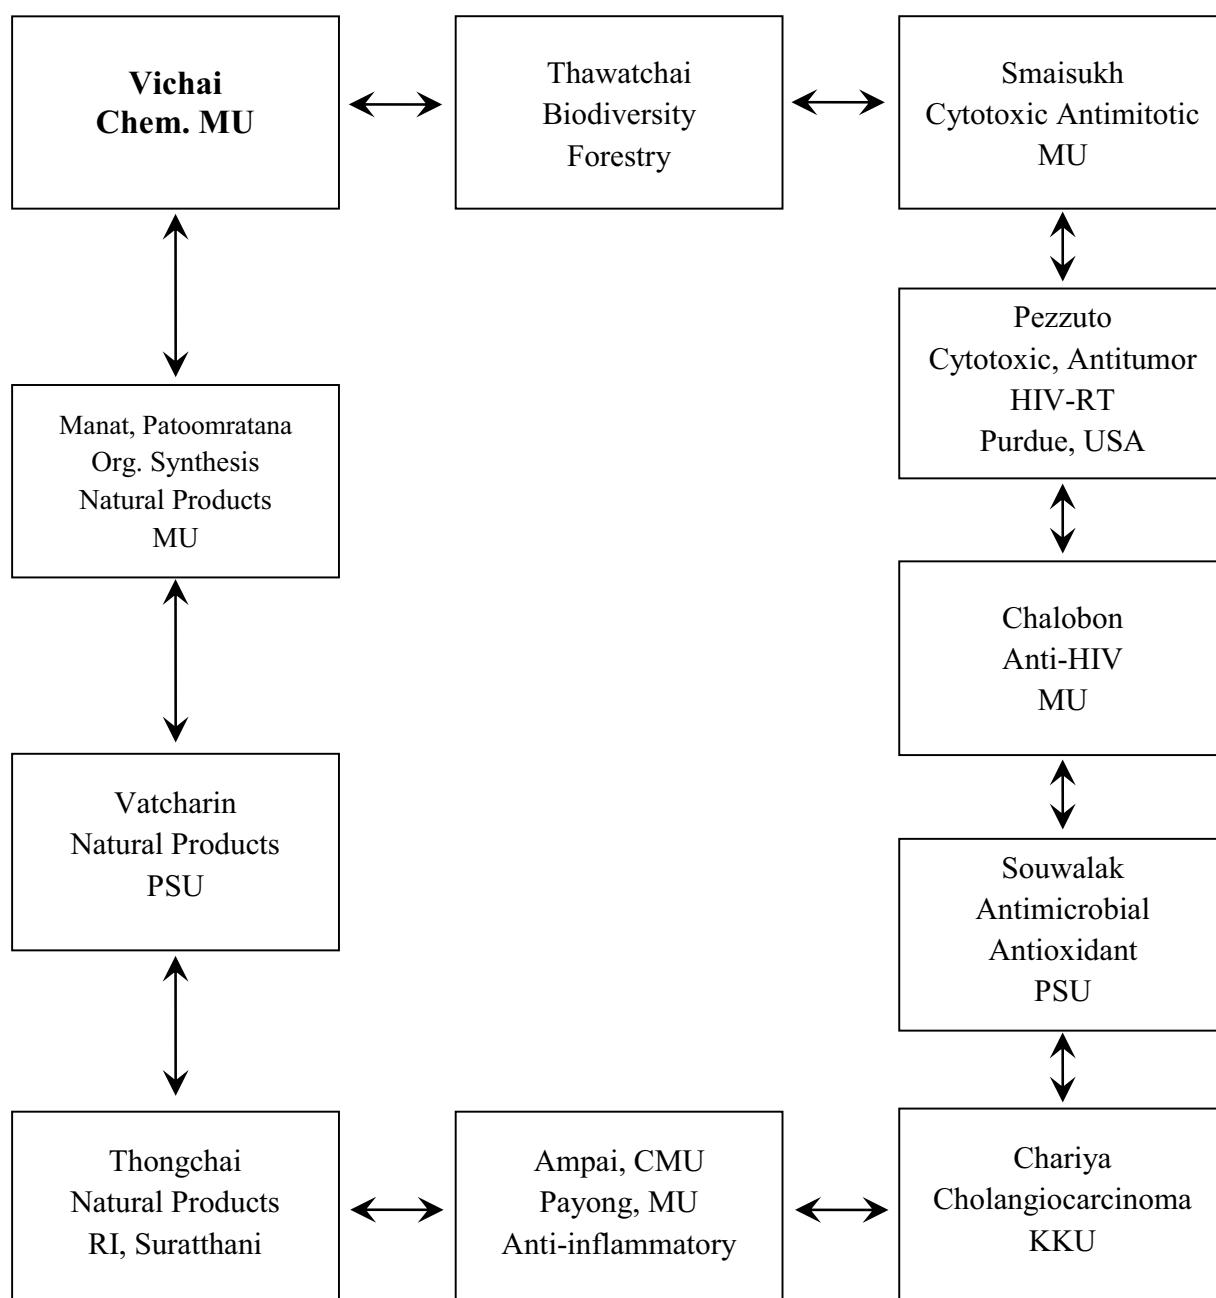 Vichai
Chem. MU
Thawatchai
Biodiversity
Forestry
Smaisukh
Cytotoxic Antimitotic
MU
Pezzuto
Cytotoxic, Antitumor
HIV-RT
Purdue, USA
Manat, Patoomratana
Org. Synthesis
Natural Products
MU
Chalobon
Anti-HIV
MU
Vatcharin
Natural Products
PSU
Souwalak
Antimicrobial
Antioxidant
PSU
Thongchai
Natural Products
RI, Suratthani
Ampai, CMU
Payong, MU
Anti-inflammatory
Chariya
Cholangiocarcinoma
KKU